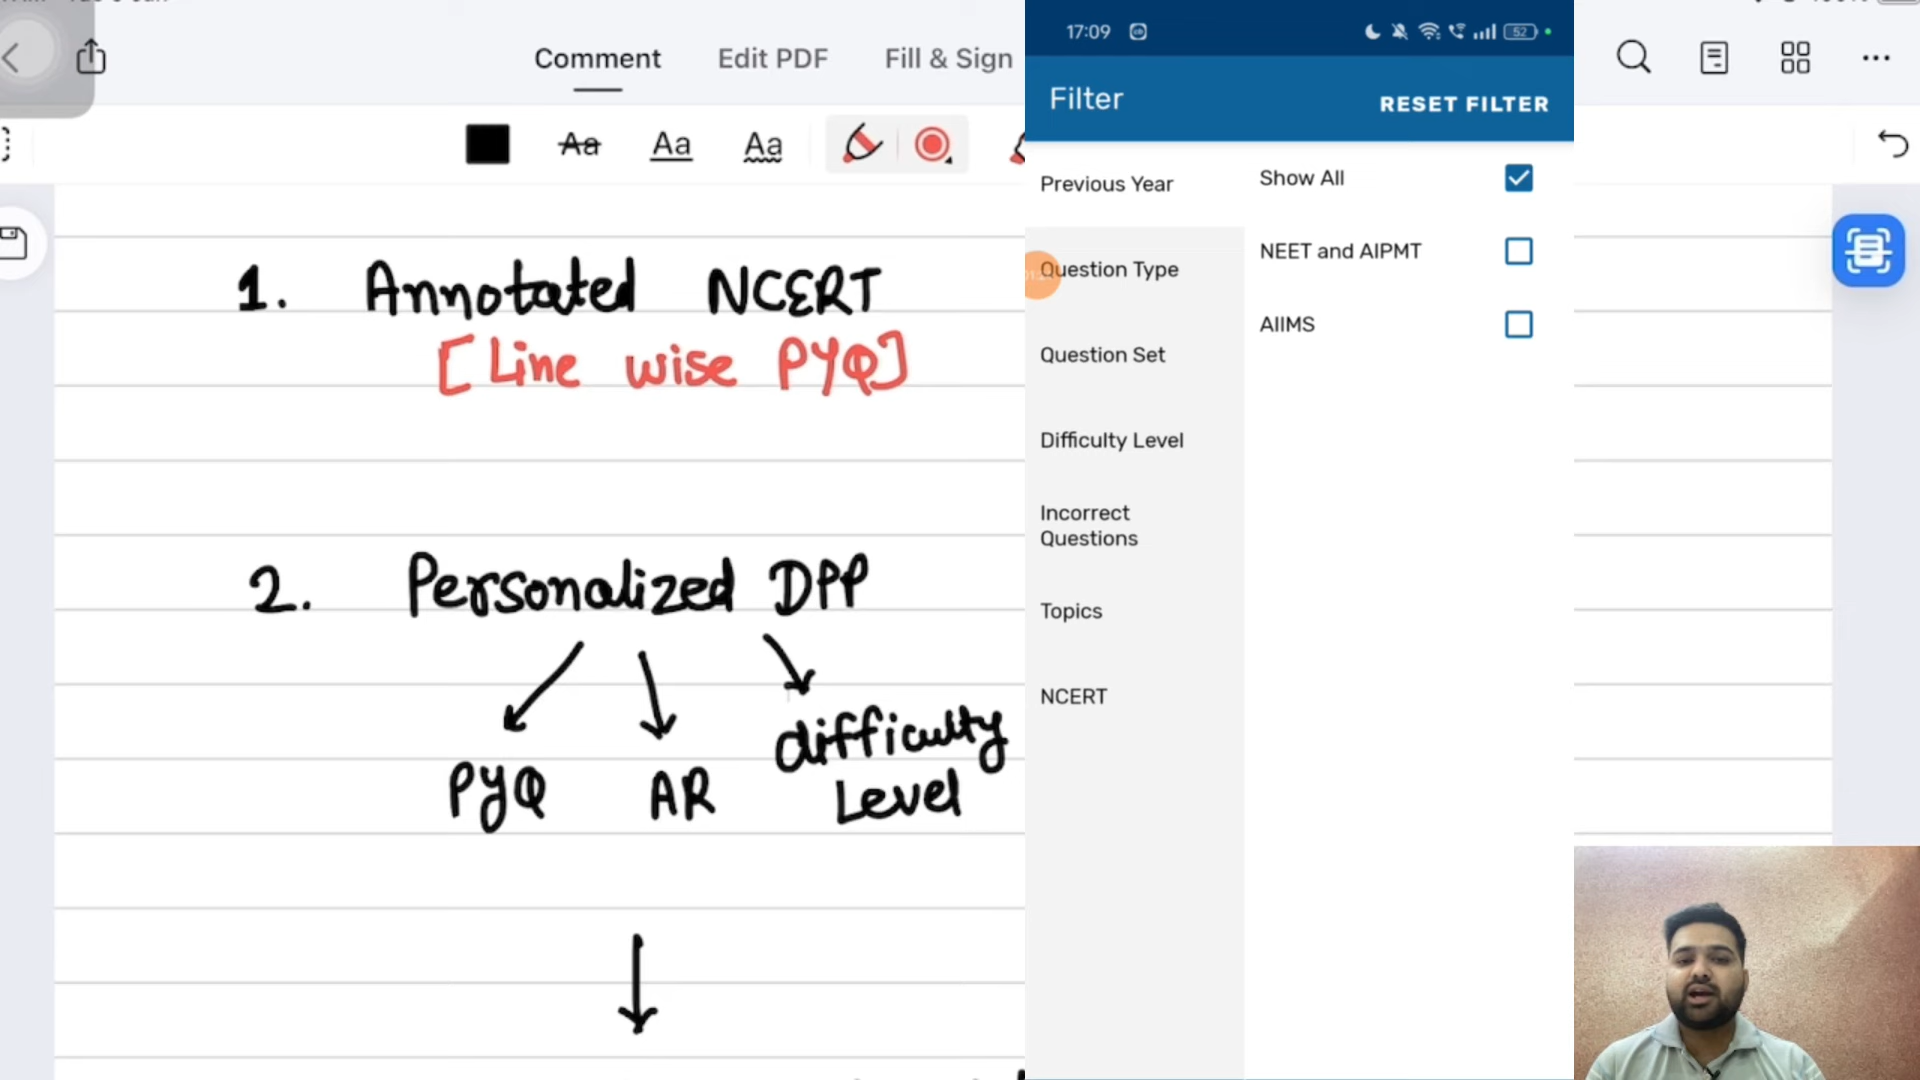 Comment Edit PDF Fill & Sign
Aa Aa Aa
1. Annotated NCERT
[Line wise PYQ]
2. Personalized DPP
PYQ AR difficulty
Level
17:09 52
Filter RESET FILTER
Previous Year
Question Type
Question Set
Difficulty Level
Incorrect
Questions
Topics
NCERT
Show All
NEET and AIPMT
AIIMS